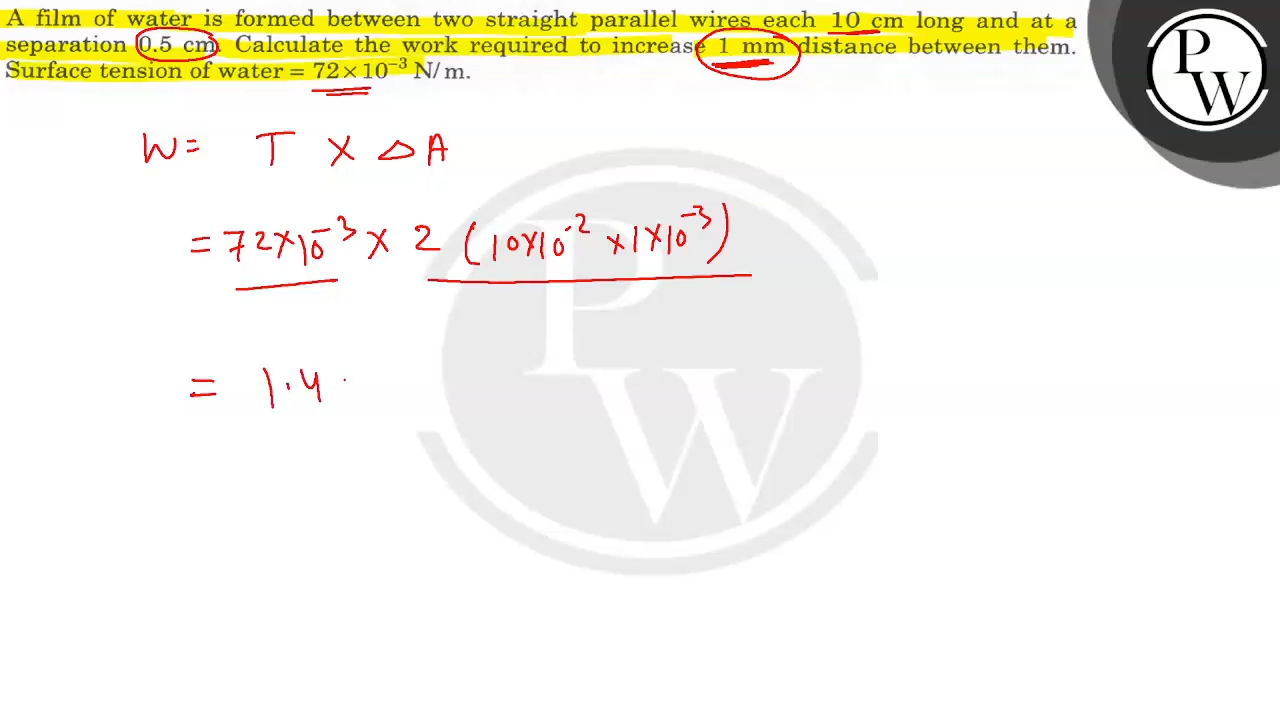 A film of water is formed between two straight parallel wires each 10 cm long and at a
separation 0.5 cm. Calculate the work required to increase 1 mm distance between them.
Surface tension of water = 72×10⁻³ N/m.
P
W
W = T × △A
= 72×10⁻³ × 2 (10×10⁻² ×1×10⁻³)
= 1.4
P
W